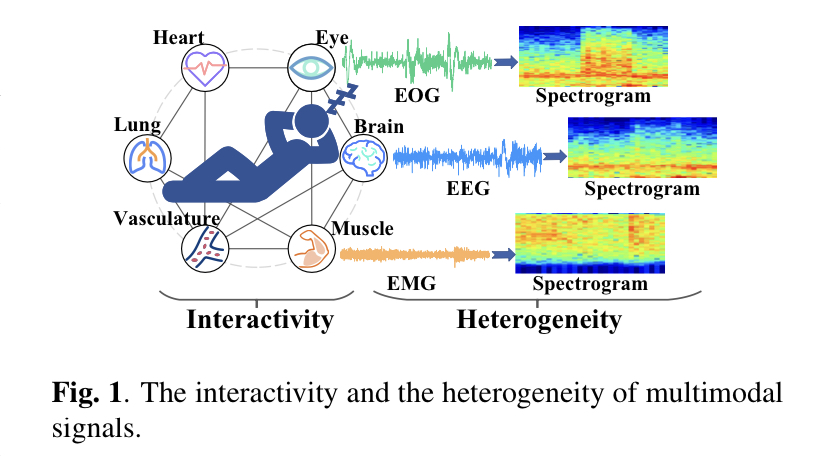 Heart
Eye
EOG
Spectrogram
Lung
Brain
EEG
Spectrogram
Vasculature
Muscle
EMG
Spectrogram
Interactivity
Heterogeneity
Fig. 1. The interactivity and the heterogeneity of multimodal
signals.